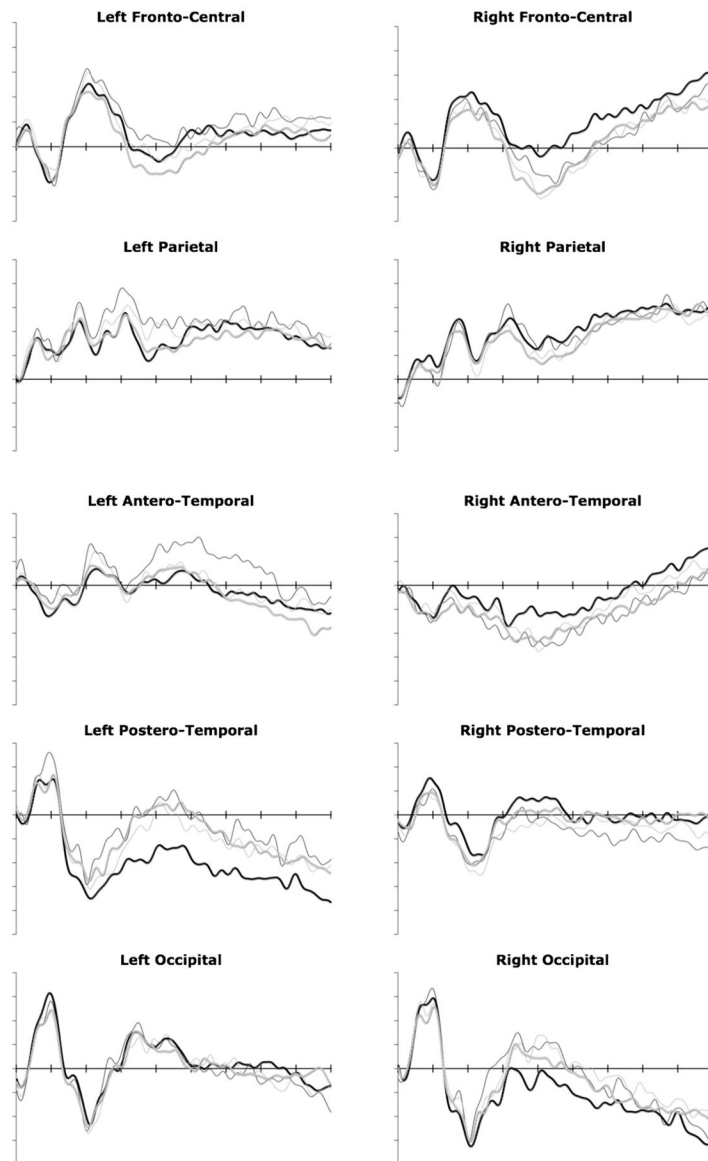 Left Fronto-Central
Right Fronto-Central
Left Parietal
Right Parietal
Left Antero-Temporal
Right Antero-Temporal
Left Postero-Temporal
Right Postero-Temporal
Left Occipital
Right Occipital